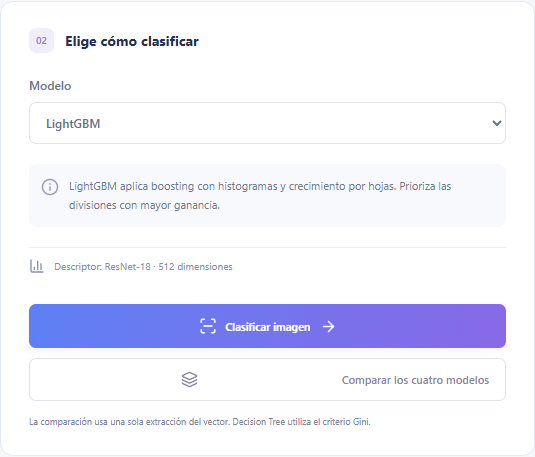 02 Elige cómo clasificar
Modelo
LightGBM
LightGBM aplica boosting con histogramas y crecimiento por hojas. Prioriza las
divisiones con mayor ganancia.
Descriptor: ResNet-18 · 512 dimensiones
Clasificar imagen
Comparar los cuatro modelos
La comparación usa una sola extracción del vector. Decision Tree utiliza el criterio Gini.